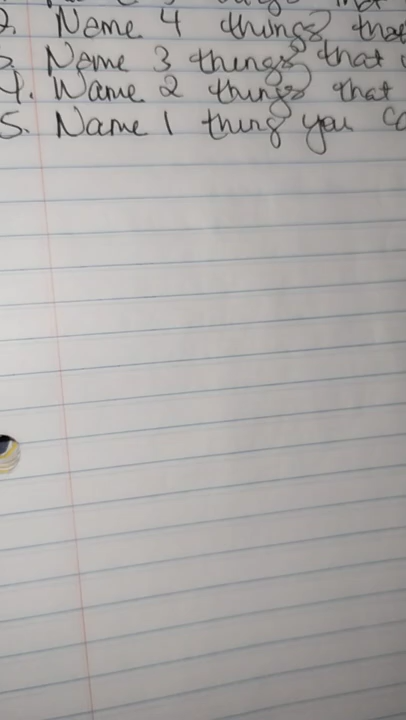 2. Name 4 things that
3. Name 3 things that
4. Name 2 things that
5. Name 1 thing you